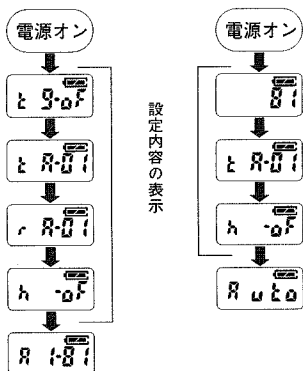 電源オン
t 9-oF
t A-01
r A-01
h -oF
A 1-81
設定内容の表示
電源オン
81
t A-01
h -oF
Auto